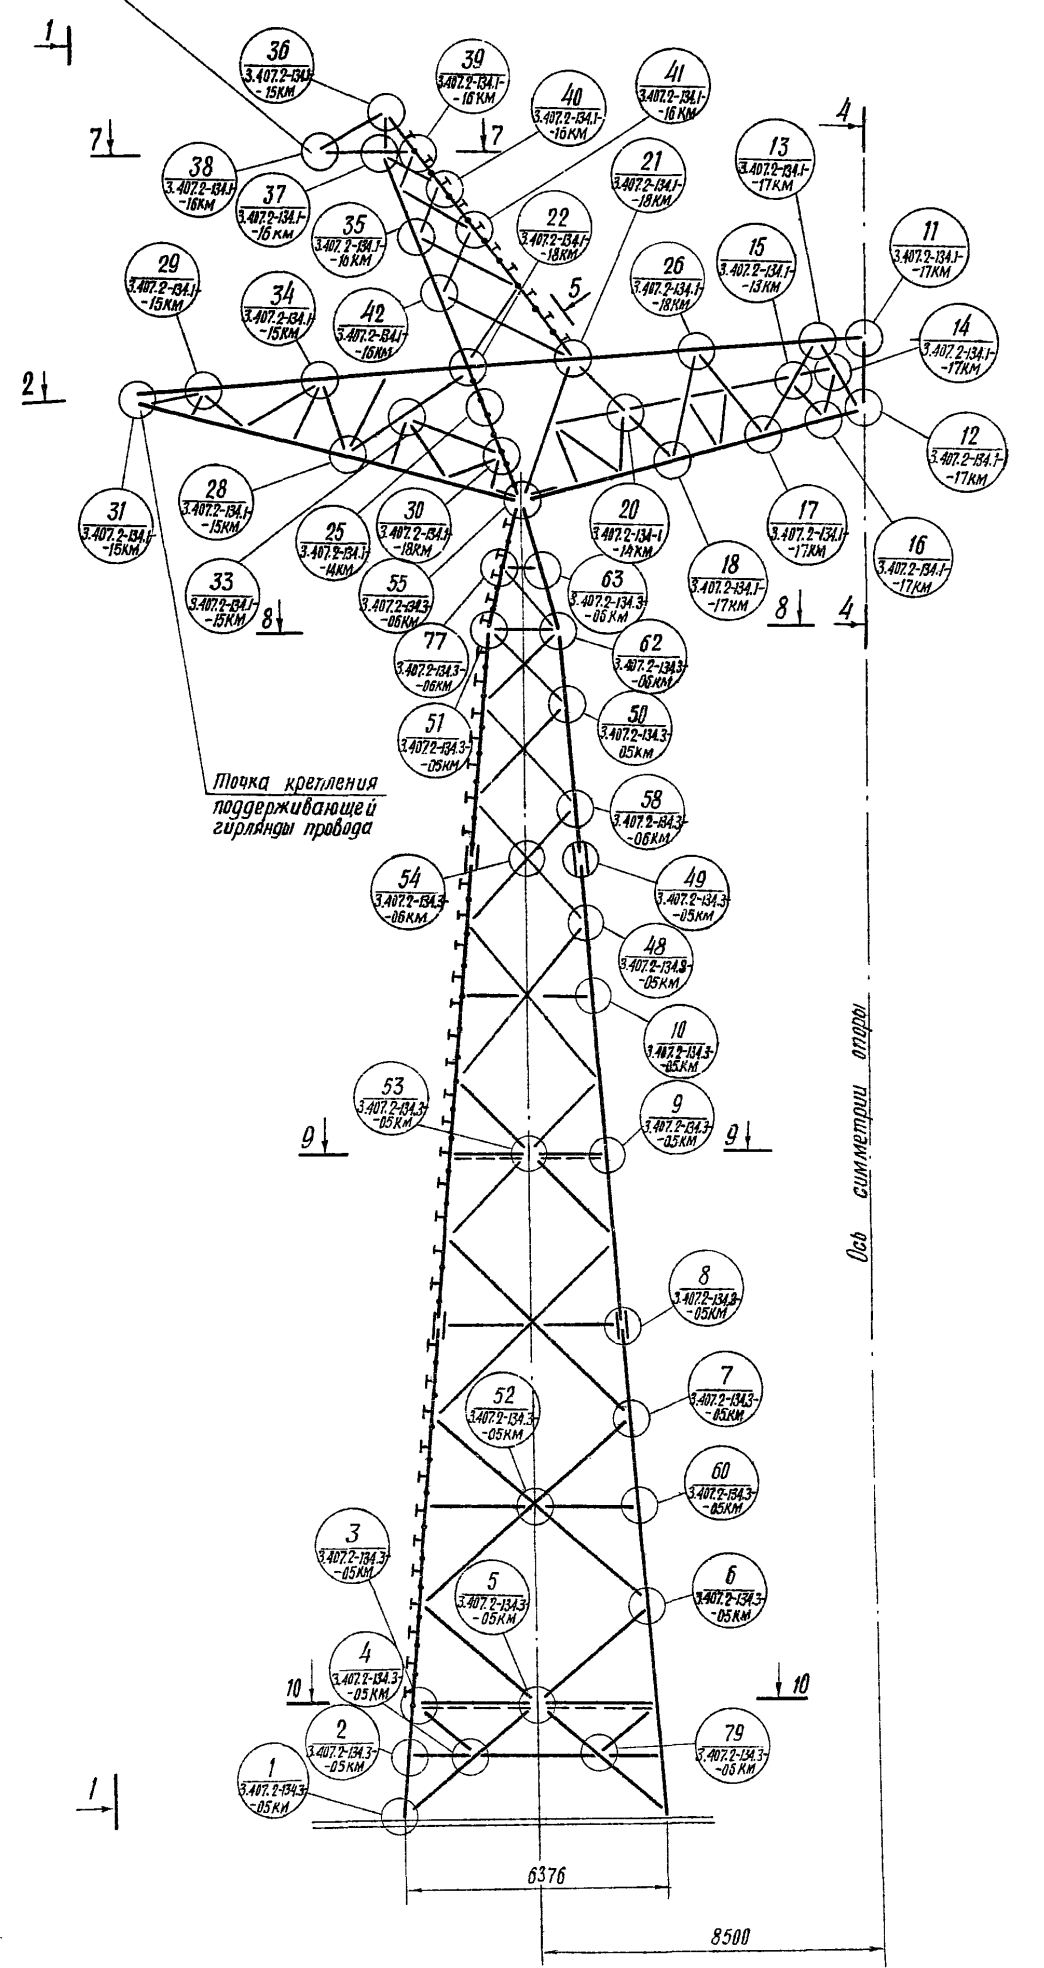 1
36
3.407.2-134.1-
-15КМ
39
3.407.2-134.1-
-16КМ
41
3.407.2-134.1-
-16КМ
40
3.407.2-134.1-
-16КМ
4
7
7
13
3.407.2-134.1-
-17КМ
38
3.407.2-134.1-
-16КМ
21
3.407.2-134.1-
-18КМ
37
3.407.2-134.1-
-16КМ
35
3.407.2-134.1-
-16КМ
22
3.407.2-134.1-
-18КМ
11
3.407.2-134.1-
-17КМ
15
3.407.2-134.1-
-13КМ
29
3.407.2-134.1-
-15КМ
26
3.407.2-134.1-
-18КМ
5
34
3.407.2-134.1-
-15КМ
42
3.407.2-134.1-
-16КМ
14
3.407.2-134.1-
-17КМ
2
12
3.407.2-134.1-
-17КМ
31
3.407.2-134.1-
-15КМ
28
3.407.2-134.1-
-15КМ
25
3.407.2-134.1-
-14КМ
30
3.407.2-134.1-
-18КМ
20
3.407.2-134-1
-14КМ
17
3.407.2-134.1-
-17КМ
16
3.407.2-134.1-
-17КМ
18
3.407.2-134.1-
-17КМ
33
3.407.2-134.1-
-15КМ
55
3.407.2-134.3-
-06КМ
63
3.407.2-134.3-
-06КМ
8
8
4
77
3.407.2-134.3-
-06КМ
62
3.407.2-134.3-
-06КМ
51
3.407.2-134.3-
-05КМ
50
3.407.2-134.3-
05КМ
Точка крепления
поддерживающей
гирлянды провода
58
3.407.2-134.3-
-06КМ
54
3.407.2-134.3-
-06КМ
49
3.407.2-134.3-
-05КМ
48
3.407.2-134.3-
-05КМ
10
3.407.2-134.3-
-05КМ
Ось симметрии опоры
53
3.407.2-134.3-
-05КМ
9
3.407.2-134.3-
-05КМ
9
9
8
3.407.2-134.3-
-05КМ
7
3.407.2-134.3-
-05КМ
52
3.407.2-134.3-
-05КМ
60
3.407.2-134.3-
-05КМ
3
3.407.2-134.3-
-05КМ
5
3.407.2-134.3-
-05КМ
6
3.407.2-134.3-
-05КМ
4
3.407.2-134.3-
-05КМ
10
10
2
3.407.2-134.3-
-05КМ
79
3.407.2-134.3-
-05КМ
1
3.407.2-134.3-
-05КМ
1
6376
8500